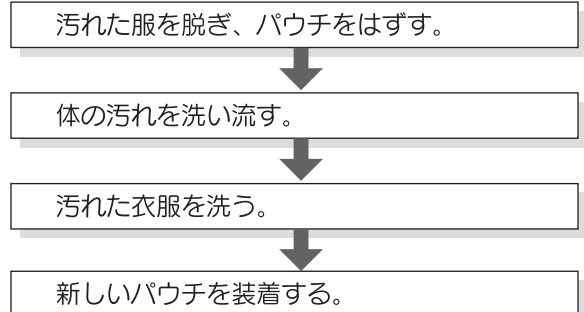 汚れた服を脱ぎ、パウチをはずす。
体の汚れを洗い流す。
汚れた衣服を洗う。
新しいパウチを装着する。